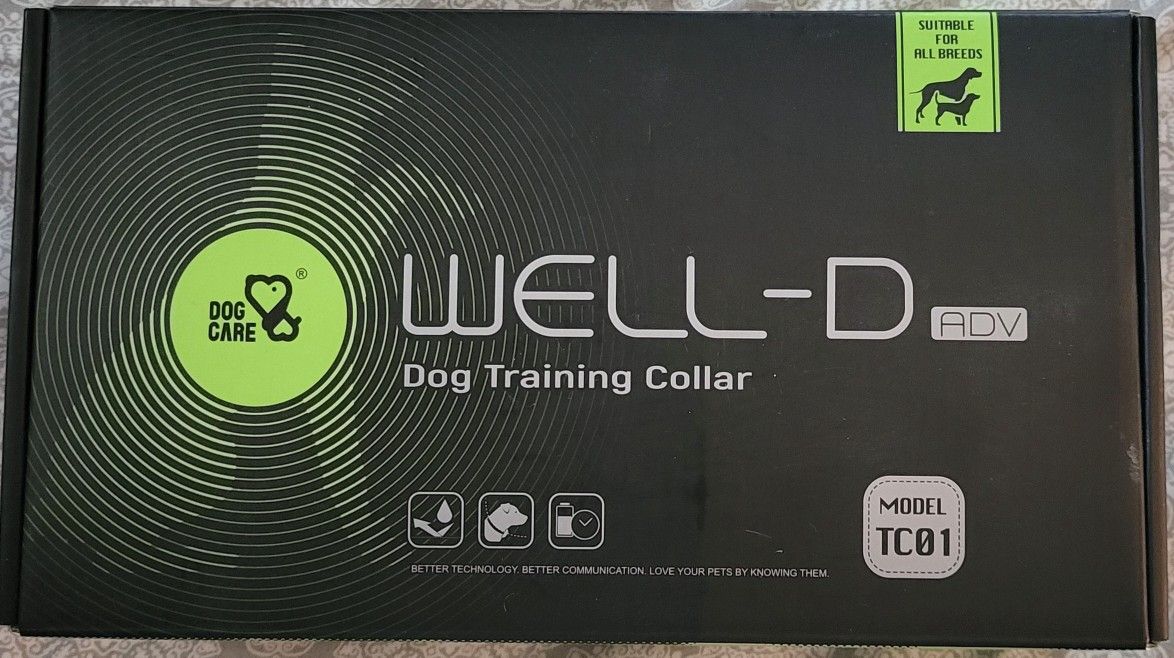 SUITABLE
FOR
ALL BREEDS
DOG
CARE
®
WELL-D ADV
Dog Training Collar
MODEL
TC01
BETTER TECHNOLOGY. BETTER COMMUNICATION. LOVE YOUR PETS BY KNOWING THEM.